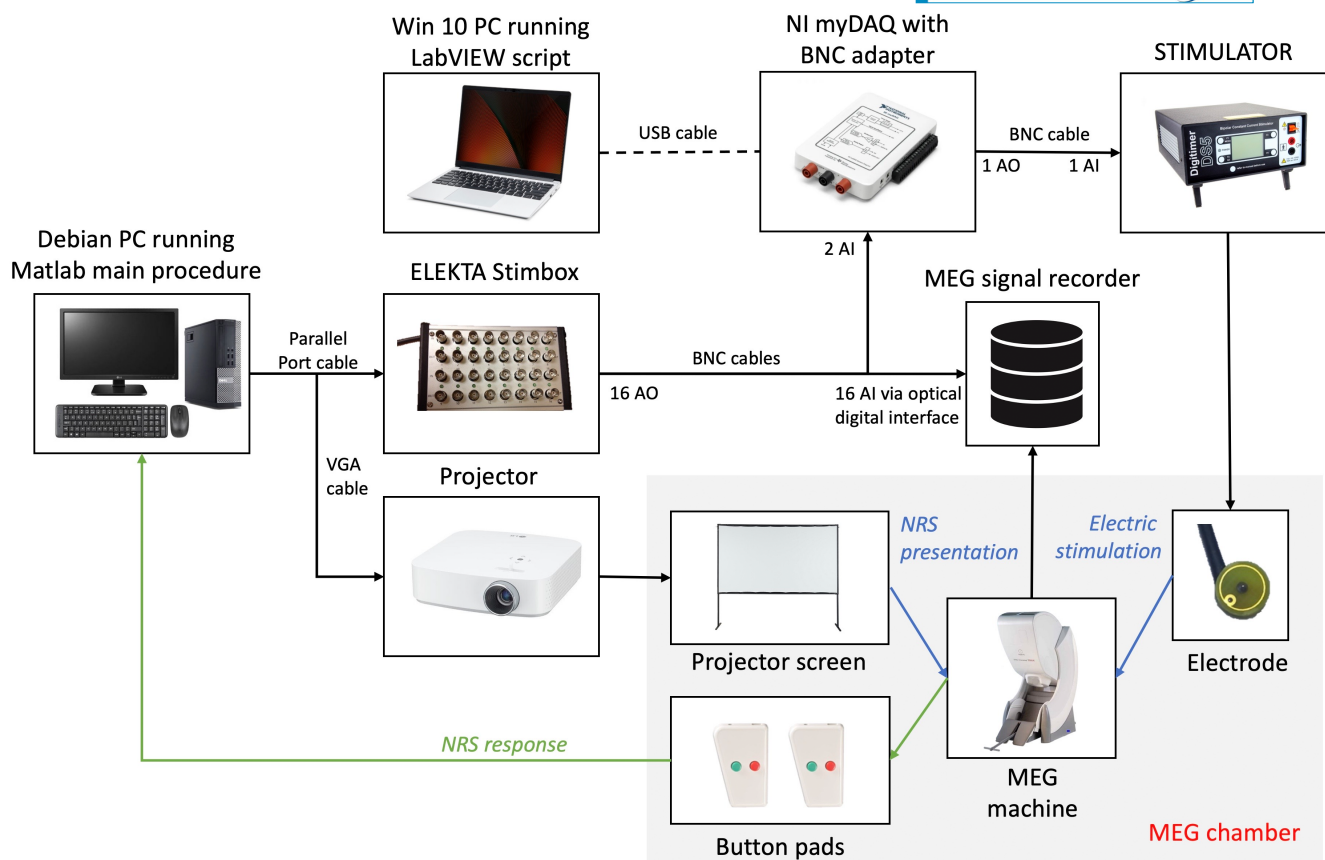 Win 10 PC running
LabVIEW script
NI myDAQ with
BNC adapter
STIMULATOR
USB cable
BNC cable
1 AO
1 AI
Digitimer
DS5
Debian PC running
Matlab main procedure
ELEKTA Stimbox
2 AI
MEG signal recorder
Parallel
Port cable
BNC cables
16 AO
16 AI via optical
digital interface
VGA
cable
Projector
NRS
presentation
Electric
stimulation
Projector screen
Electrode
NRS response
MEG
machine
Button pads
MEG chamber